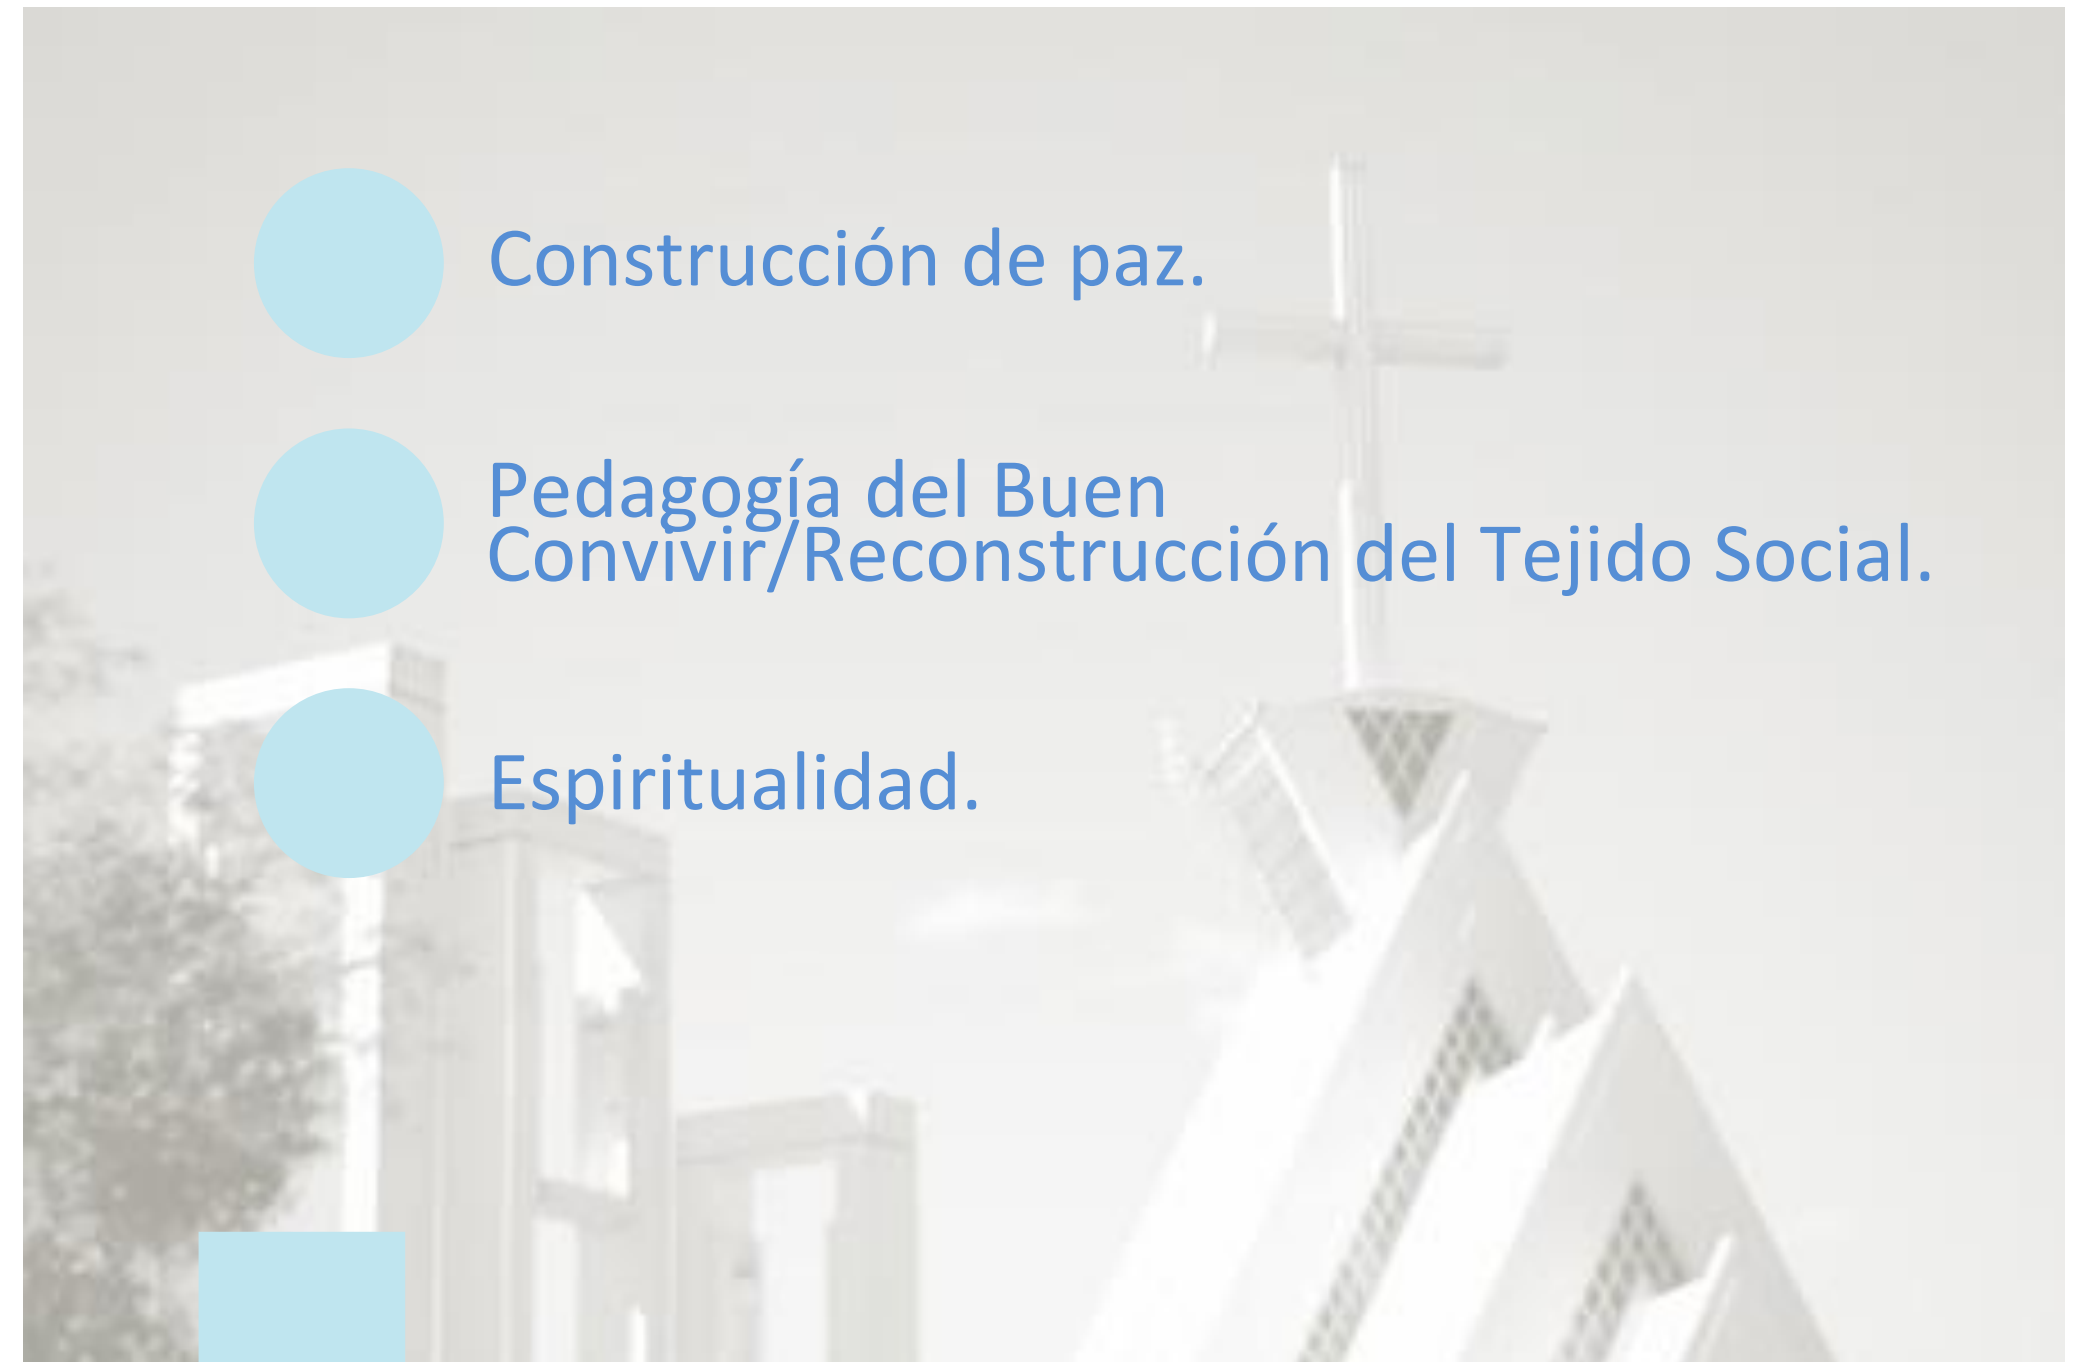 Construcción de paz.
Pedagogía del Buen
Convivir/Reconstrucción del Tejido Social.
Espiritualidad.